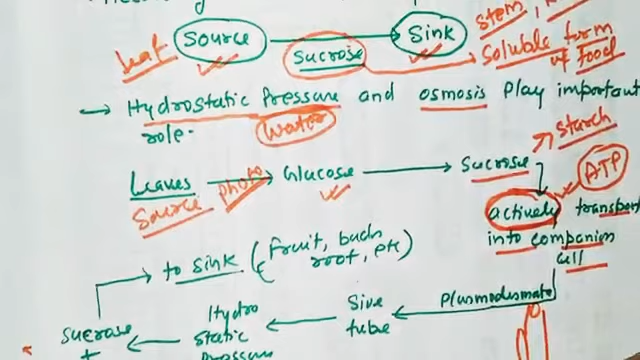 Stem,
Source → Sink
Leaf
Sucrose
Soluble form
of food
→ Hydrostatic Pressure and osmosis play important
role.
Water
Starch
Leaves → Glucose → Sucrose
Source
photo
ATP
actively transport
into companion
cell
to sink (fruit, buds
root, etc)
Plasmodesmata
Sive
tube
Hydro
static
Pressure
Sucrose
+